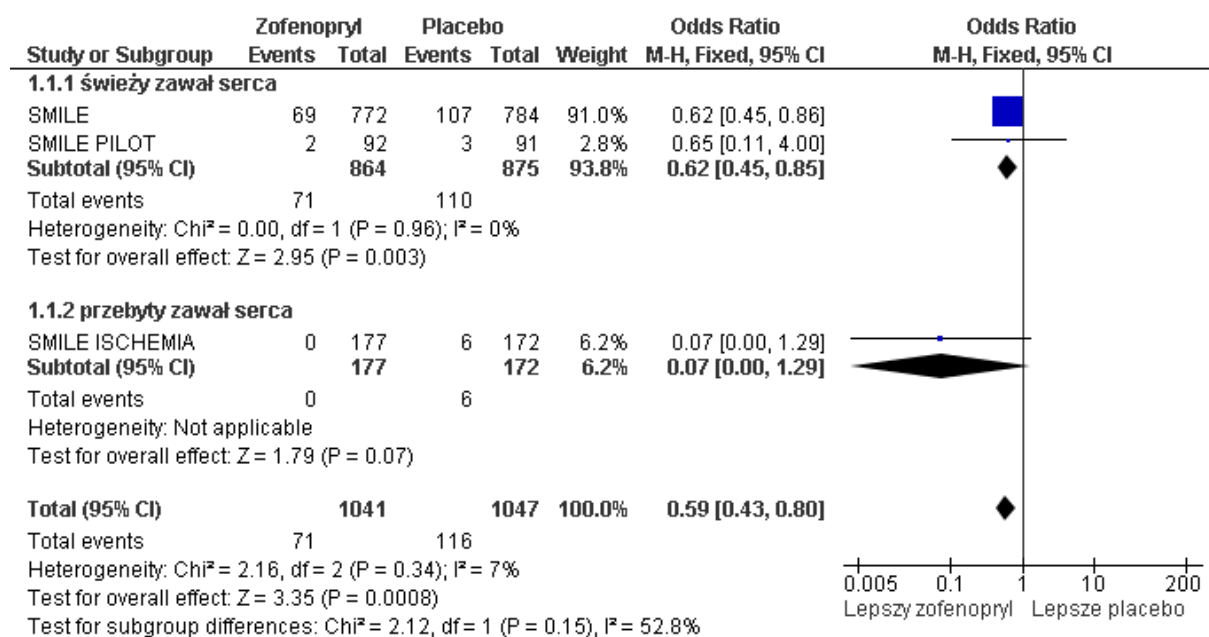 Zofenopryl Placebo Odds Ratio Odds Ratio
Study or Subgroup Events Total Events Total Weight M-H, Fixed, 95% CI M-H, Fixed, 95% CI
1.1.1 świeży zawał serca
SMILE 69 772 107 784 91.0% 0.62 [0.45, 0.86]
SMILE PILOT 2 92 3 91 2.8% 0.65 [0.11, 4.00]
Subtotal (95% CI) 864 875 93.8% 0.62 [0.45, 0.85]
Total events 71 110
Heterogeneity: Chi² = 0.00, df = 1 (P = 0.96); I² = 0%
Test for overall effect: Z = 2.95 (P = 0.003)
1.1.2 przebyty zawał serca
SMILE ISCHEMIA 0 177 6 172 6.2% 0.07 [0.00, 1.29]
Subtotal (95% CI) 177 172 6.2% 0.07 [0.00, 1.29]
Total events 0 6
Heterogeneity: Not applicable
Test for overall effect: Z = 1.79 (P = 0.07)
Total (95% CI) 1041 1047 100.0% 0.59 [0.43, 0.80]
Total events 71 116
Heterogeneity: Chi² = 2.16, df = 2 (P = 0.34); I² = 7%
Test for overall effect: Z = 3.35 (P = 0.0008)
Test for subgroup differences: Chi² = 2.12, df = 1 (P = 0.15), I² = 52.8%
0.005 0.1 1 10 200
Lepszy zofenopryl Lepsze placebo